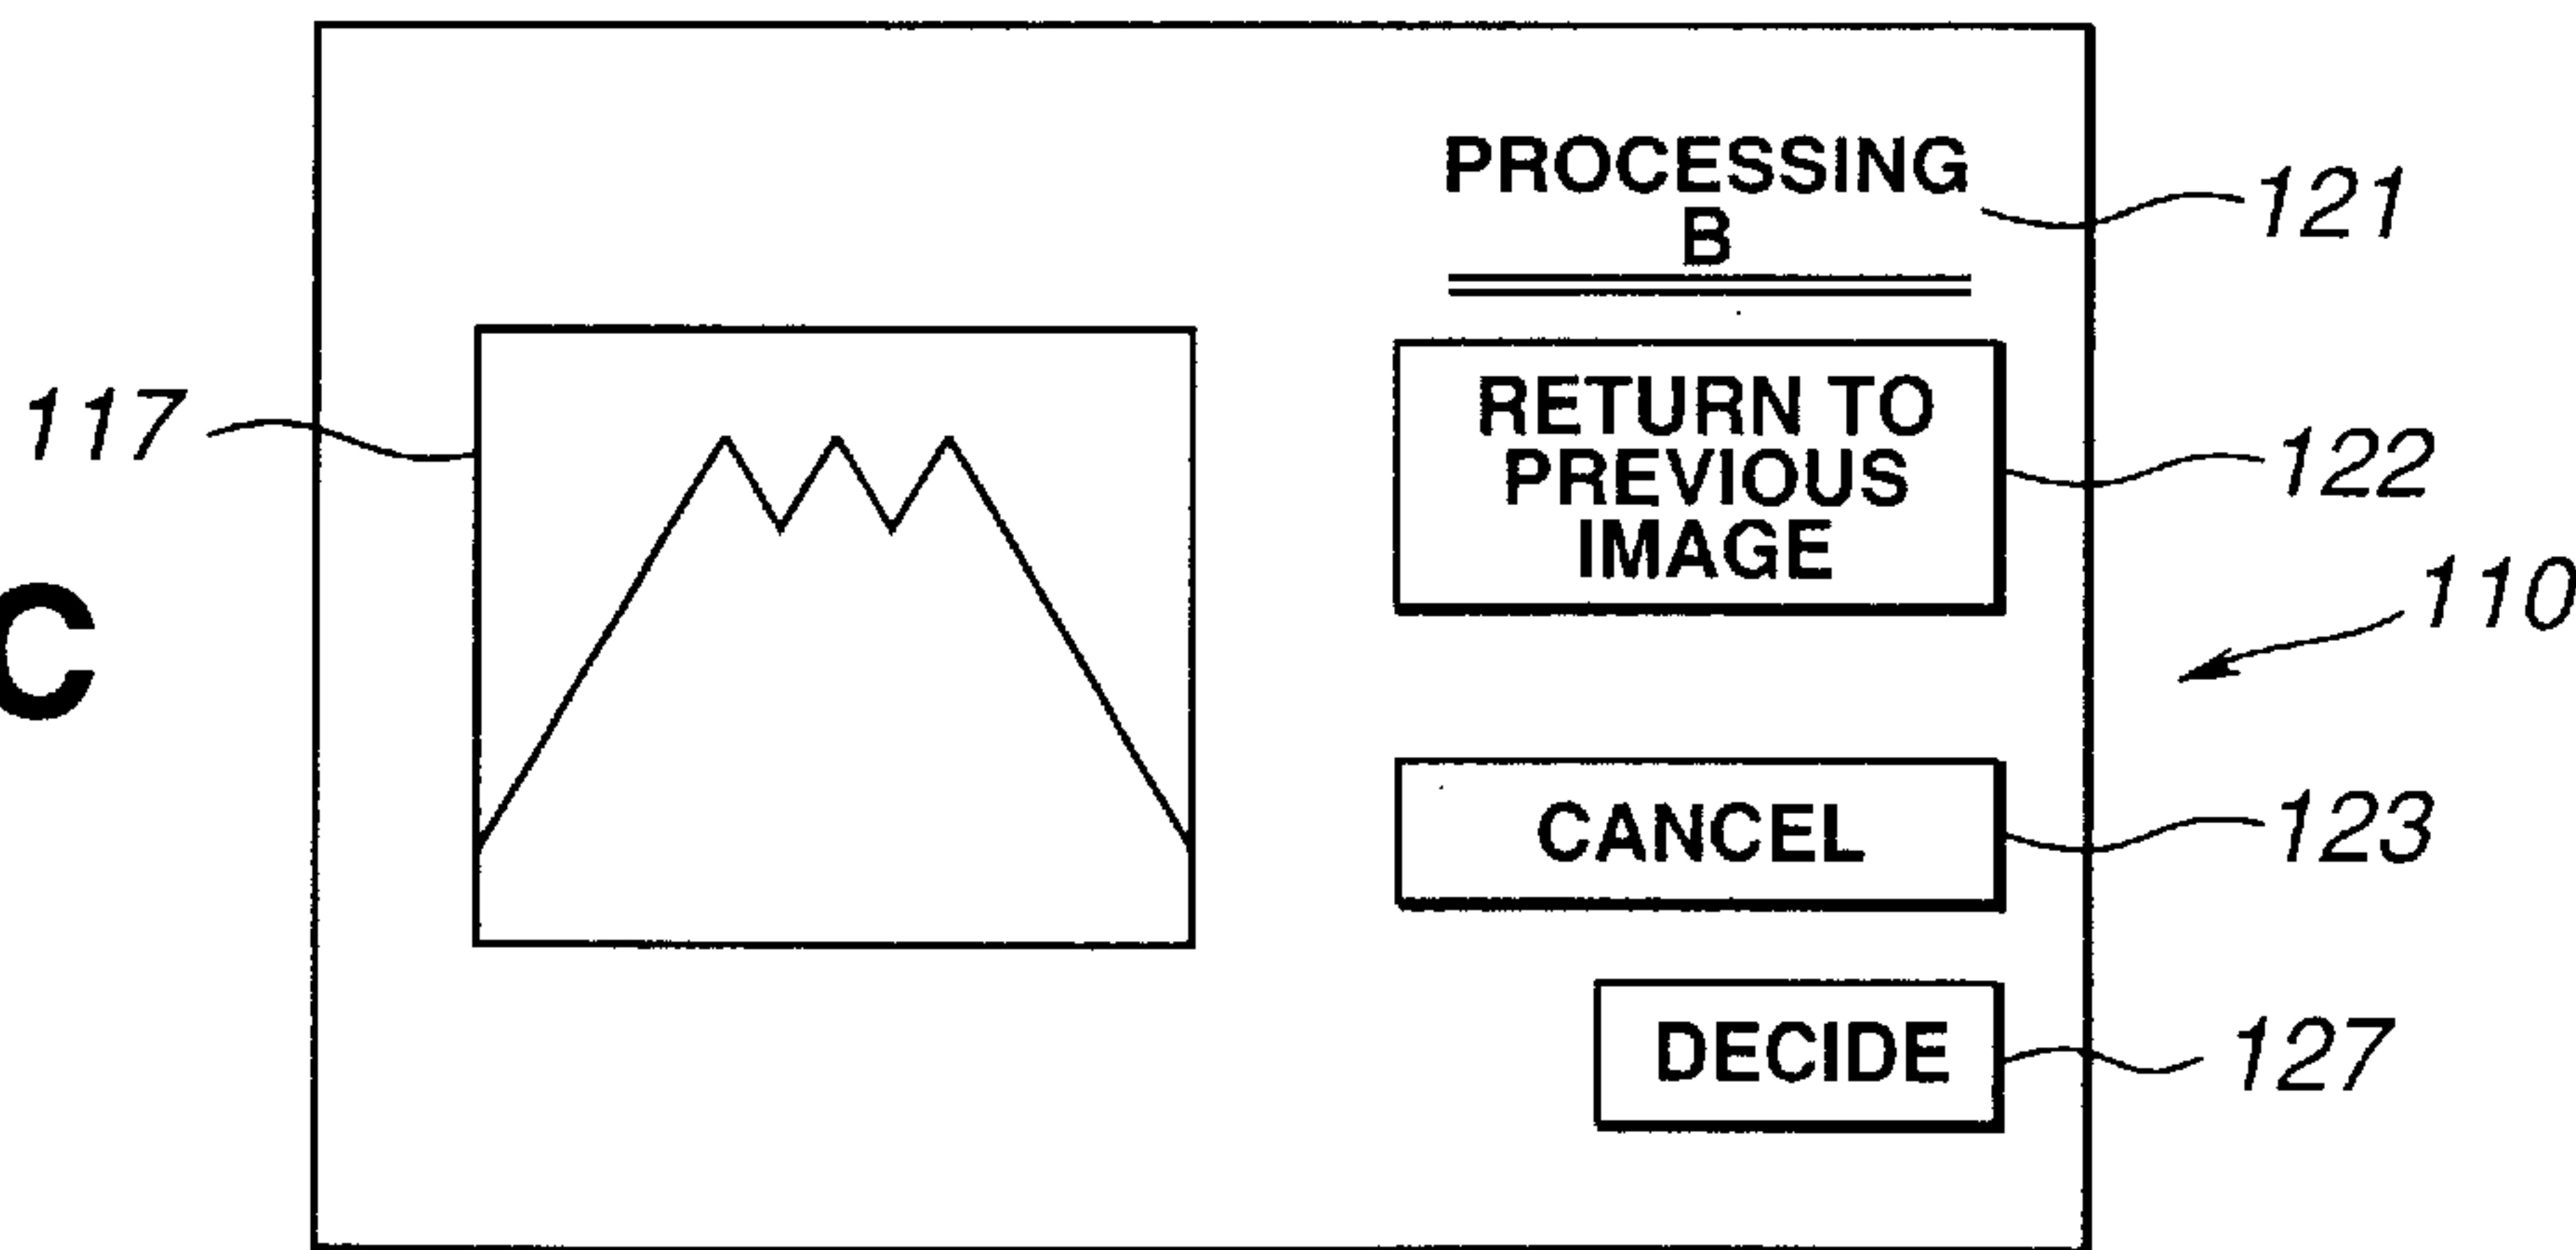 PROCESSING
B
121
117
RETURN TO
PREVIOUS
IMAGE
122
C
110
CANCEL
123
DECIDE
127